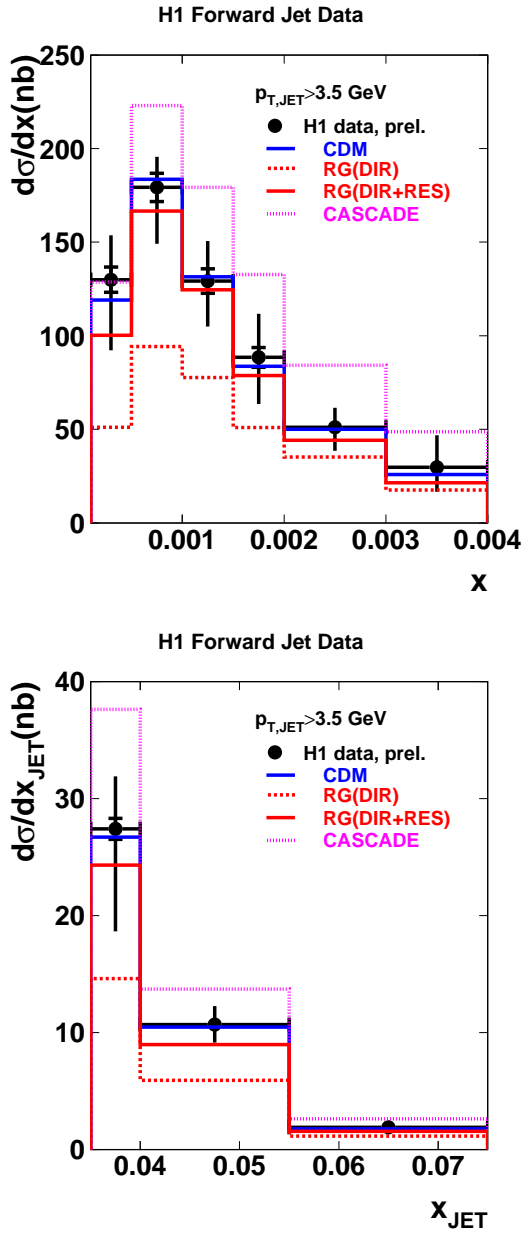 H1 Forward Jet Data
dσ/dx(nb)
250
200
150
100
50
0
p_T,JET>3.5 GeV
H1 data, prel.
CDM
RG(DIR)
RG(DIR+RES)
CASCADE
0.001 0.002 0.003 0.004
x
H1 Forward Jet Data
dσ/dx_JET(nb)
40
30
20
10
0
p_T,JET>3.5 GeV
H1 data, prel.
CDM
RG(DIR)
RG(DIR+RES)
CASCADE
0.04 0.05 0.06 0.07
x_JET